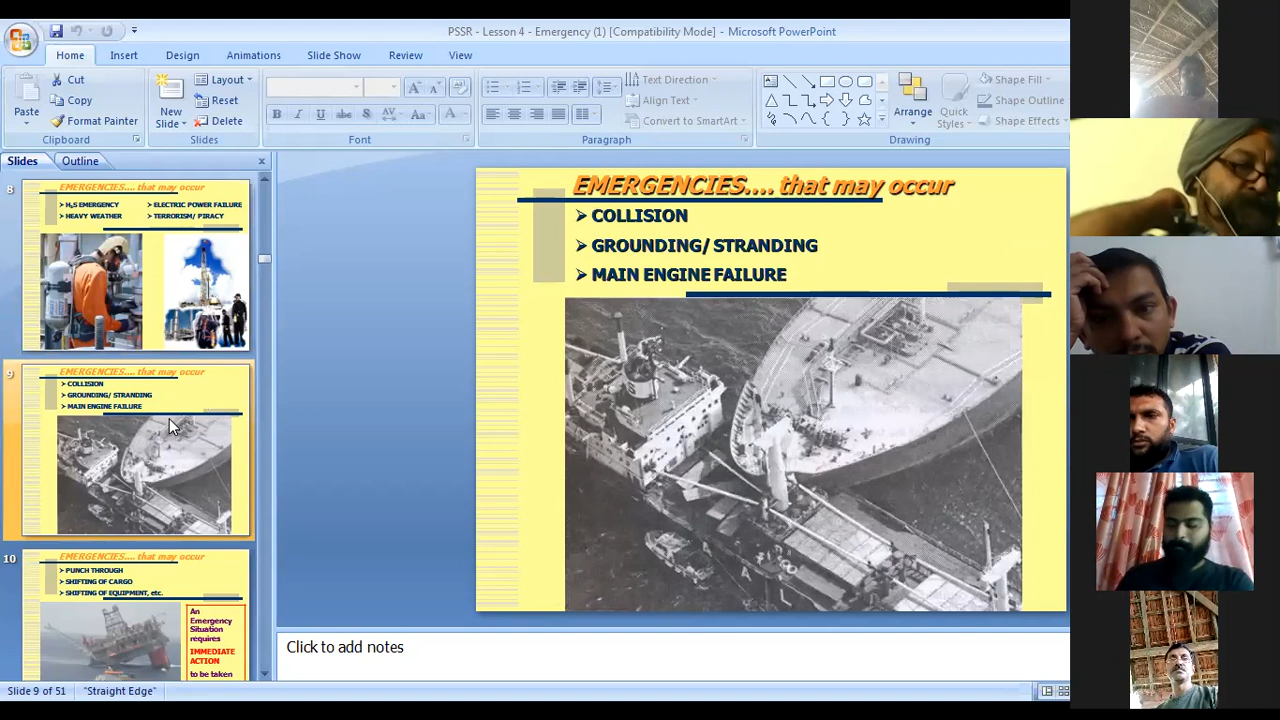 PSSR - Lesson 4 - Emergency (1) [Compatibility Mode] - Microsoft PowerPoint
Home Insert Design Animations Slide Show Review View
Paste
Cut
Copy
Format Painter
Clipboard
New Slide
Layout
Reset
Delete
Slides
B I U abc S AV Aa A
Font
Text Direction
Align Text
Convert to SmartArt
Paragraph
Arrange
Quick Styles
Shape Fill
Shape Outline
Shape Effects
Drawing
Slides Outline
8
EMERGENCIES.... that may occur
H₂S EMERGENCY
HEAVY WEATHER
ELECTRIC POWER FAILURE
TERRORISM/ PIRACY
9
EMERGENCIES.... that may occur
COLLISION
GROUNDING/ STRANDING
MAIN ENGINE FAILURE
10
EMERGENCIES.... that may occur
PUNCH THROUGH
SHIFTING OF CARGO
SHIFTING OF EQUIPMENT, etc.
An
Emergency
Situation
requires
IMMEDIATE
ACTION
to be taken
EMERGENCIES.... that may occur
COLLISION
GROUNDING/ STRANDING
MAIN ENGINE FAILURE
Click to add notes
Slide 9 of 51 "Straight Edge"